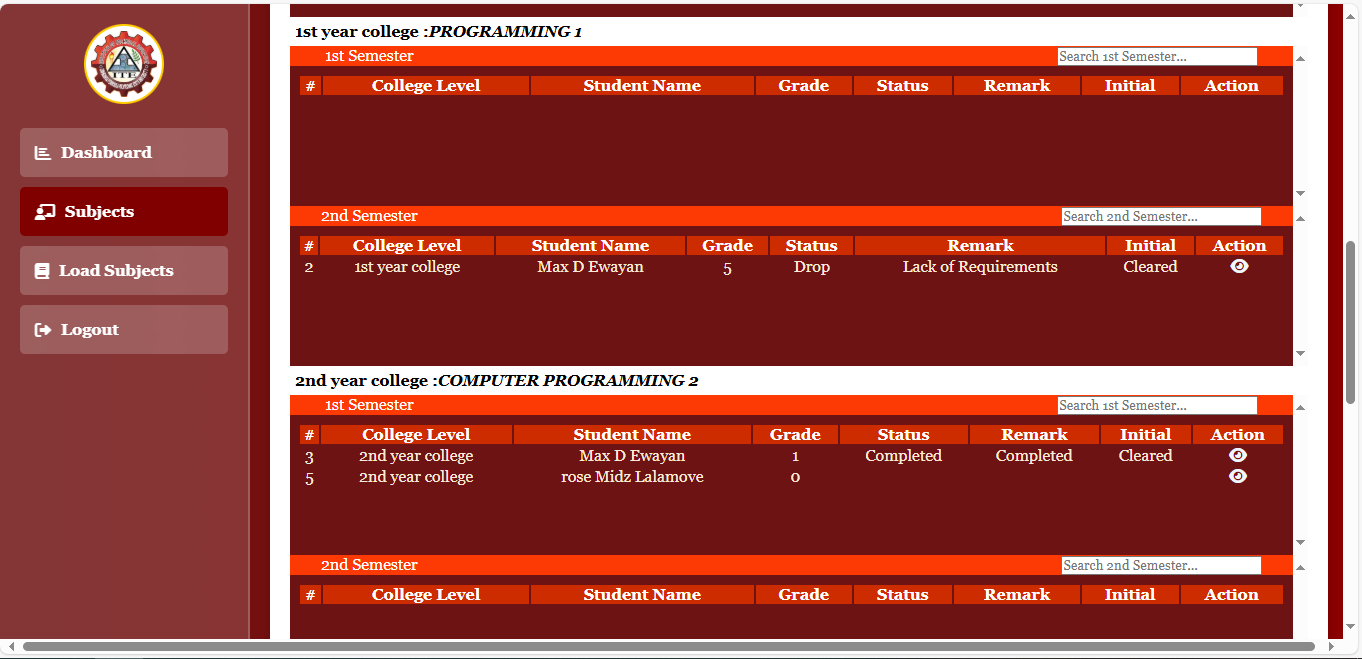 ITE
Dashboard
Subjects
Load Subjects
Logout
1st year college :PROGRAMMING 1
1st Semester Search 1st Semester...
# College Level Student Name Grade Status Remark Initial Action
2nd Semester Search 2nd Semester...
# College Level Student Name Grade Status Remark Initial Action
2 1st year college Max D Ewayan 5 Drop Lack of Requirements Cleared
2nd year college :COMPUTER PROGRAMMING 2
1st Semester Search 1st Semester...
# College Level Student Name Grade Status Remark Initial Action
3 2nd year college Max D Ewayan 1 Completed Completed Cleared
5 2nd year college rose Midz Lalamove 0
2nd Semester Search 2nd Semester...
# College Level Student Name Grade Status Remark Initial Action